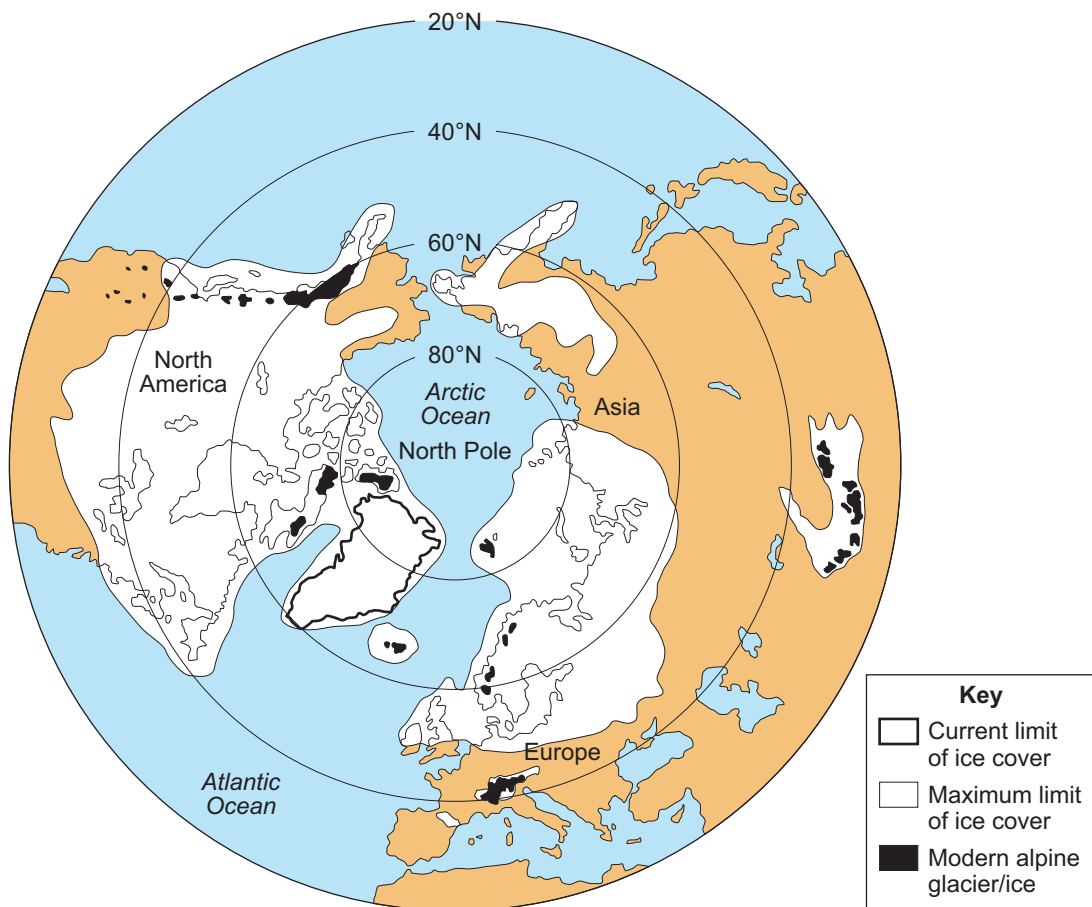 20°N
40°N
60°N
80°N
North
America
Arctic
Ocean
Asia
North Pole
Europe
Atlantic
Ocean
Key
Current limit
of ice cover
Maximum limit
of ice cover
Modern alpine
glacier/ice